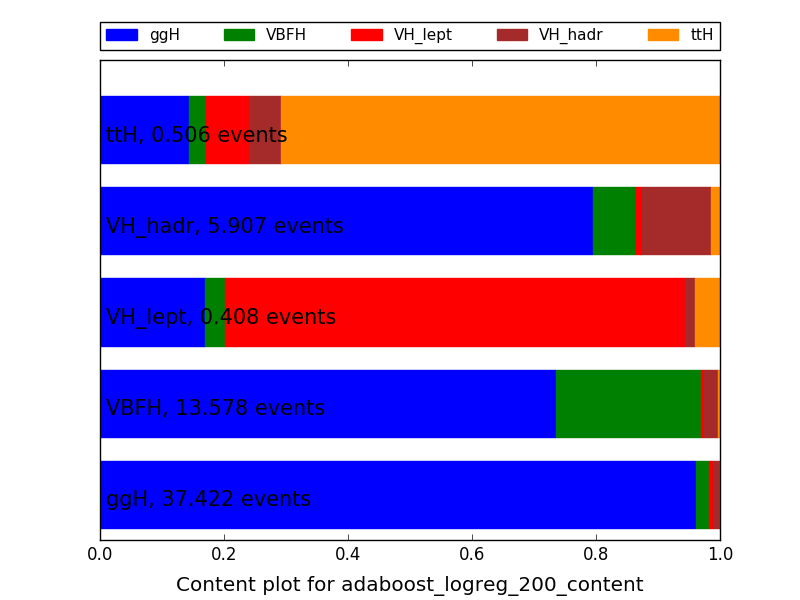 ggH VBFH VH_lept VH_hadr ttH
ttH, 0.506 events
VH_hadr, 5.907 events
VH_lept, 0.408 events
VBFH, 13.578 events
ggH, 37.422 events
0.0 0.2 0.4 0.6 0.8 1.0
Content plot for adaboost_logreg_200_content